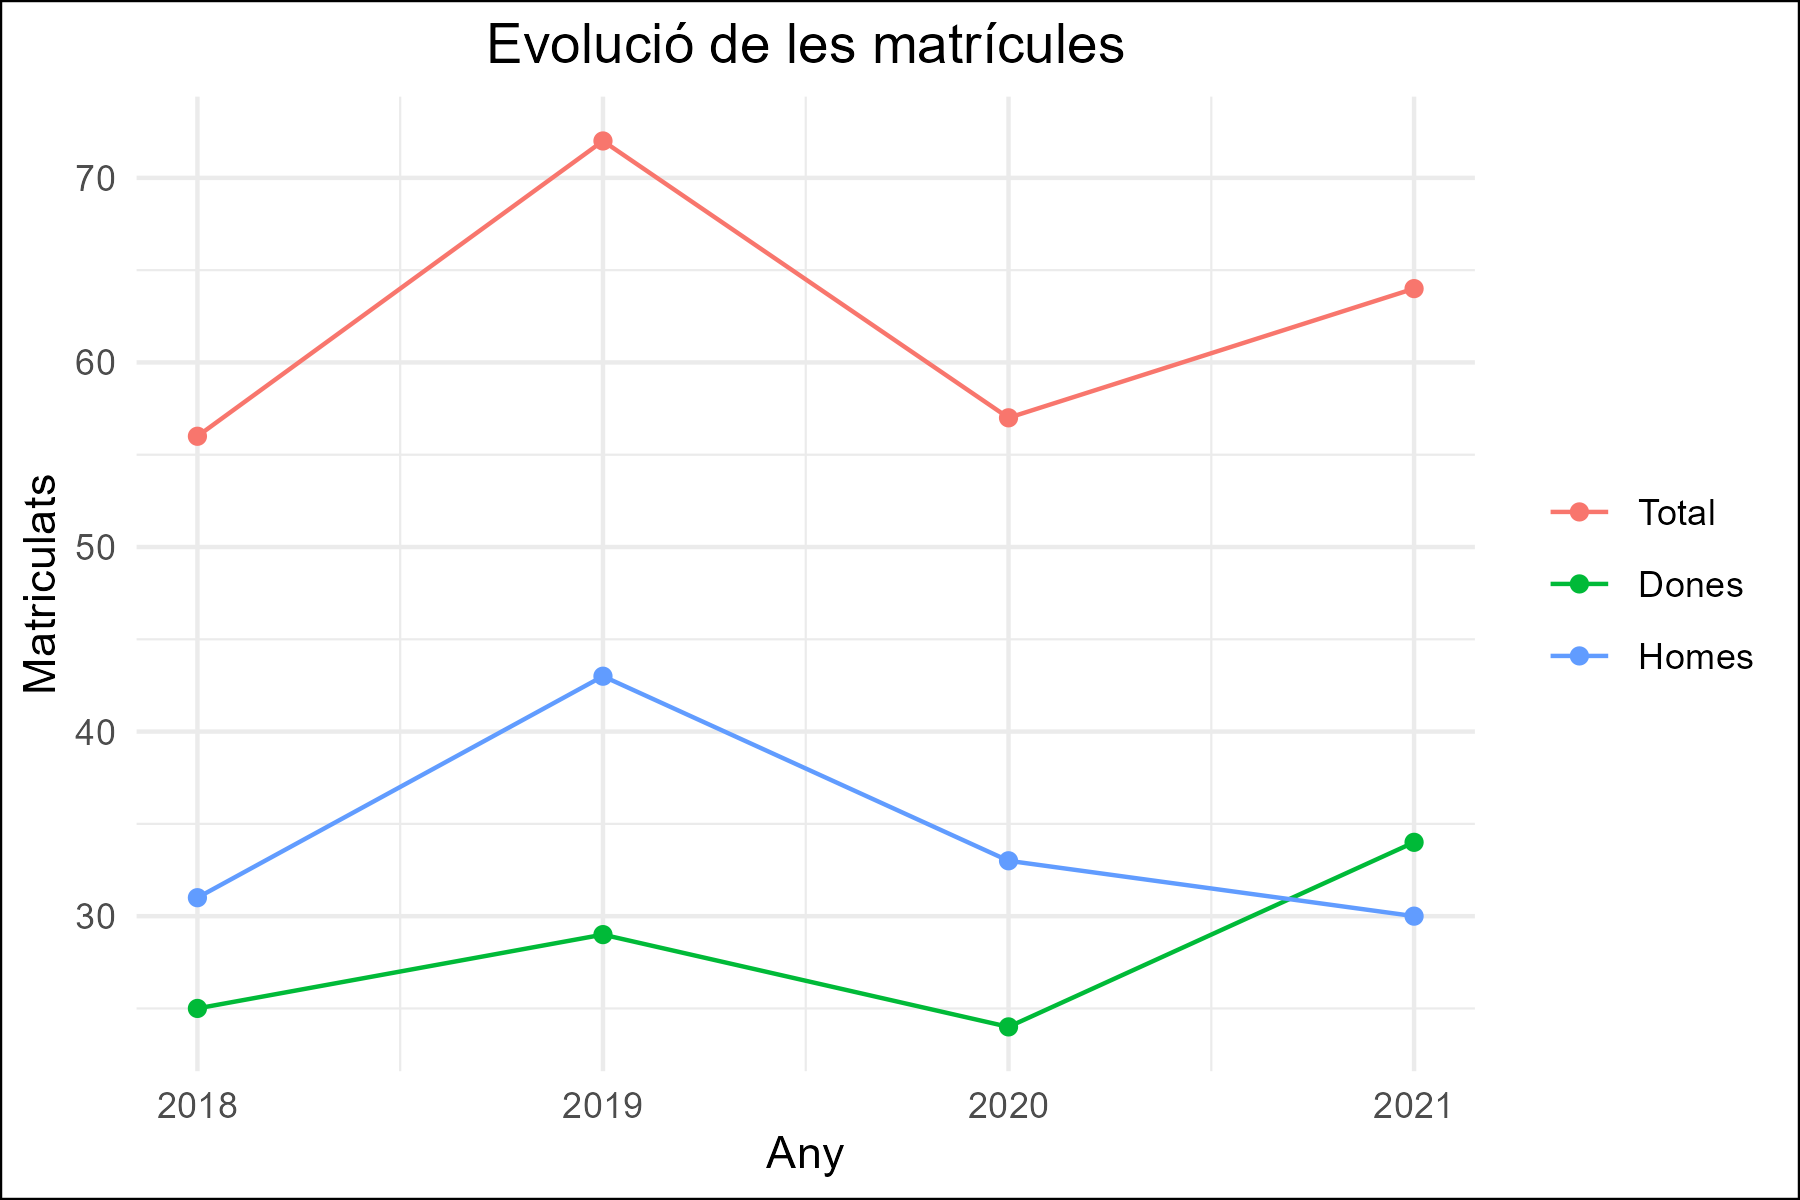 Evolució de les matrícules
Matriculats
70
60
50
40
30
2018 2019 2020 2021
Any
Total
Dones
Homes